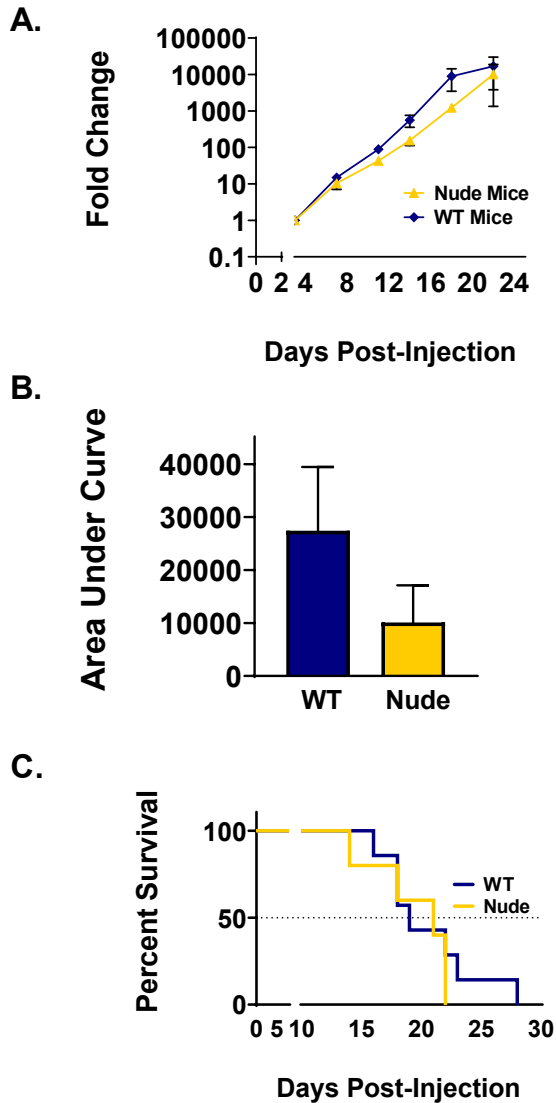 A.
Fold Change
100000
10000
1000
100
10
1
0.1
Nude Mice
WT Mice
0 2 4 8 12 16 20 24
Days Post-Injection
B.
Area Under Curve
40000
30000
20000
10000
0
WT Nude
C.
Percent Survival
100
50
0
WT
Nude
0 5 10 15 20 25 30
Days Post-Injection